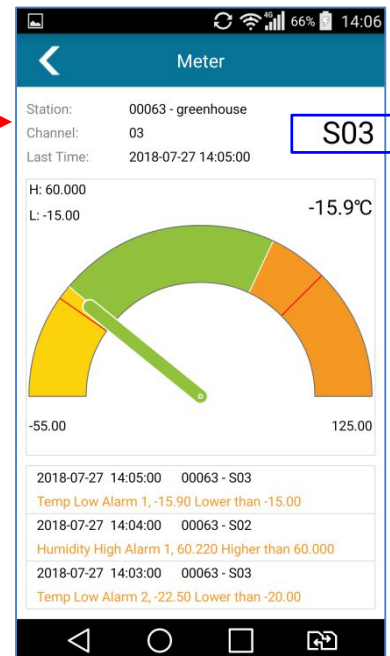 4G 66% 14:06
Meter
Station: 00063 - greenhouse
Channel: 03
Last Time: 2018-07-27 14:05:00
S03
H: 60.000
L: -15.00
-15.9℃
-55.00 125.00
2018-07-27 14:05:00 00063 - S03
Temp Low Alarm 1, -15.90 Lower than -15.00
2018-07-27 14:04:00 00063 - S02
Humidity High Alarm 1, 60.220 Higher than 60.000
2018-07-27 14:03:00 00063 - S03
Temp Low Alarm 2, -22.50 Lower than -20.00